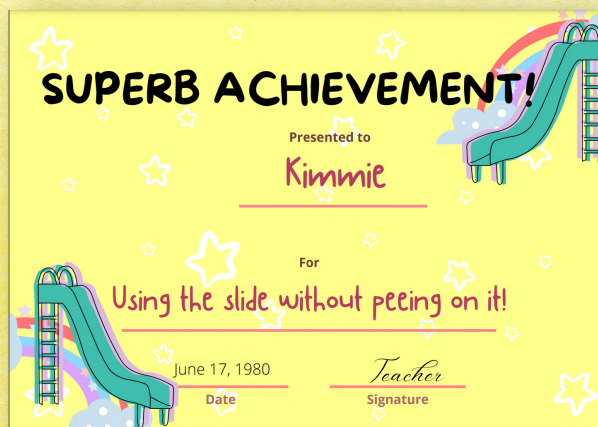 SUPERB ACHIEVEMENT!
Presented to
Kimmie
For
Using the slide without peeing on it!
June 17, 1980 Teacher
Date Signature